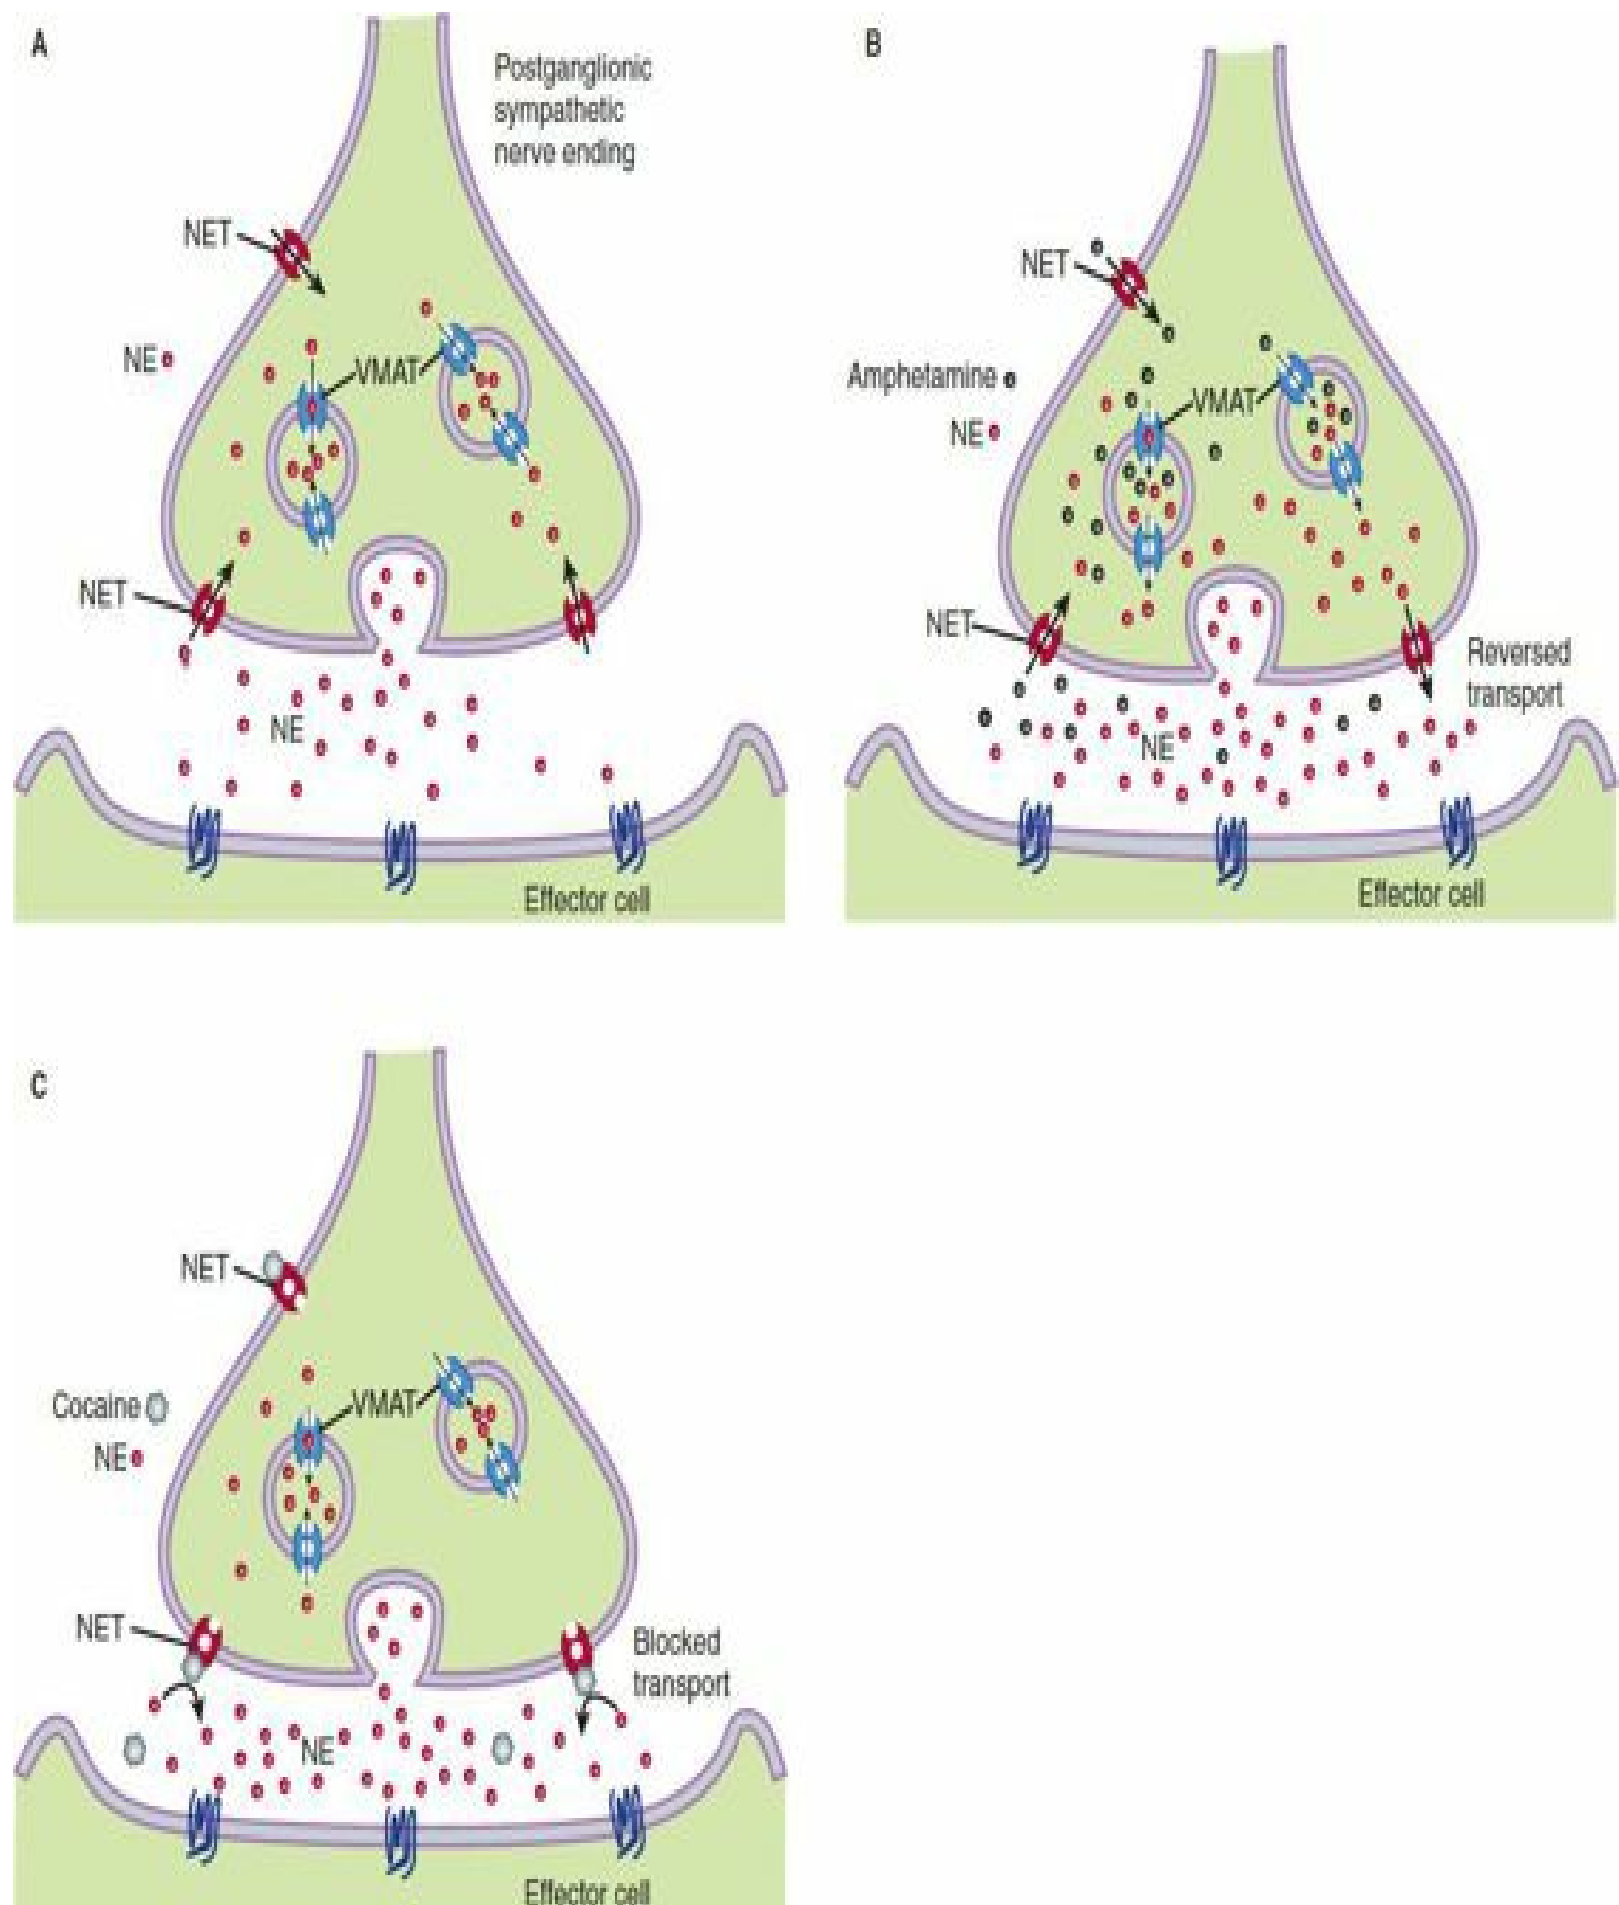 A
Postganglionic
sympathetic
nerve ending
NET
NE
VMAT
NET
NE
Effector cell
B
NET
Amphetamine
NE
VMAT
NET
Reversed
transport
NE
Effector cell
C
NET
Cocaine
NE
VMAT
NET
Blocked
transport
NE
Effector cell